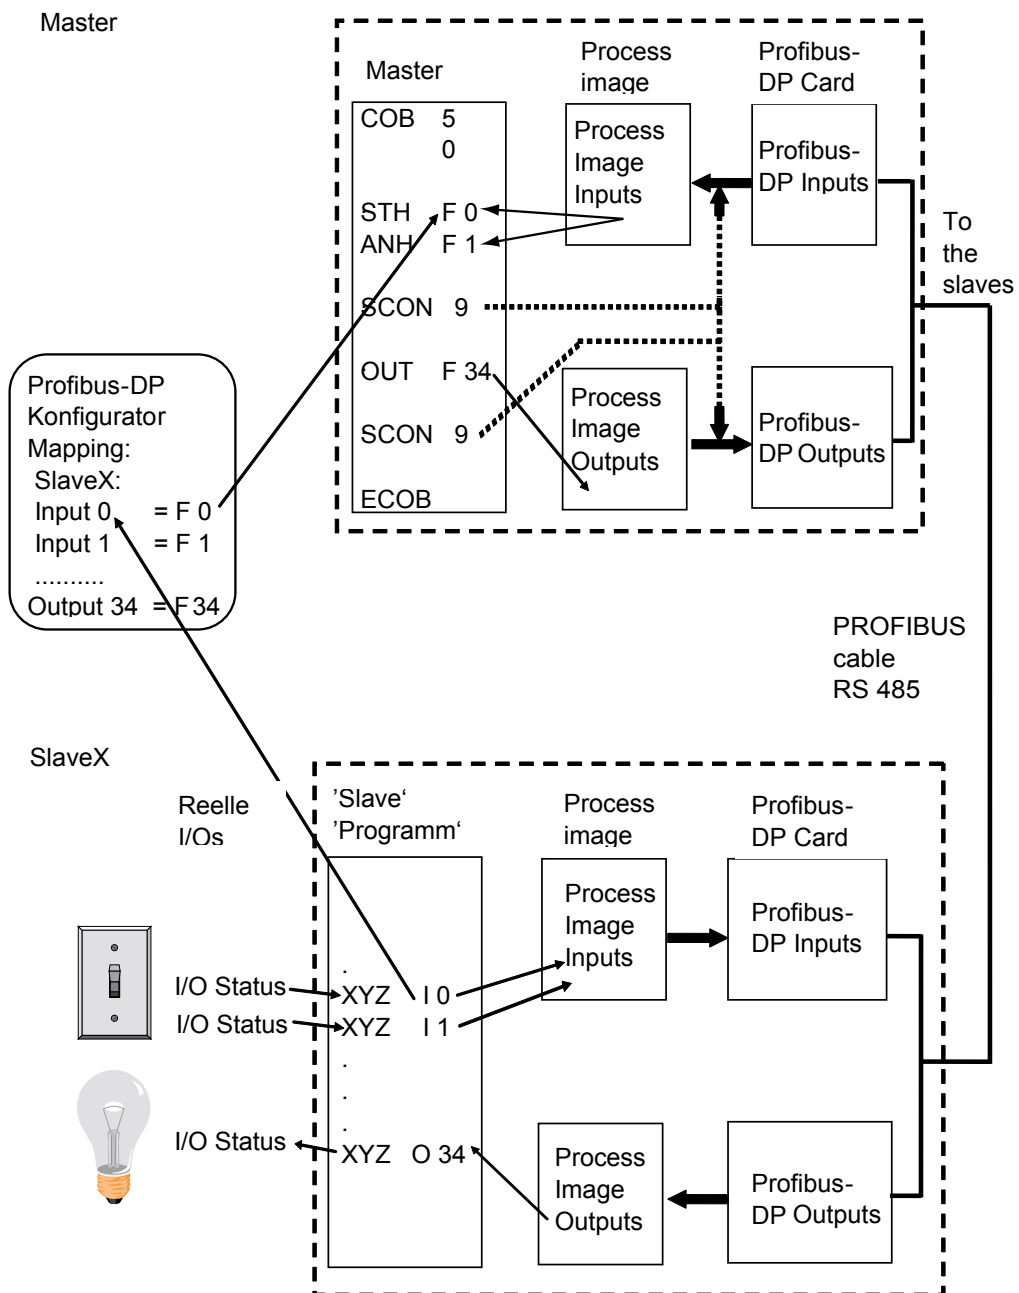 Master
Master
Process
image
Profibus-
DP Card
COB 5
0
STH F 0
ANH F 1
SCON 9
OUT F 34
SCON 9
ECOB
Process
Image
Inputs
Profibus-
DP Inputs
Process
Image
Outputs
Profibus-
DP Outputs
To
the
slaves
Profibus-DP
Konfigurator
Mapping:
SlaveX:
Input 0 = F 0
Input 1 = F 1
..........
Output 34 = F34
PROFIBUS
cable
RS 485
SlaveX
Reelle
I/Os
'Slave‘
'Programm‘
Process
image
Profibus-
DP Card
I/O Status
I/O Status
I/O Status
.
XYZ I 0
XYZ I 1
.
.
.
XYZ O 34
Process
Image
Inputs
Profibus-
DP Inputs
Process
Image
Outputs
Profibus-
DP Outputs